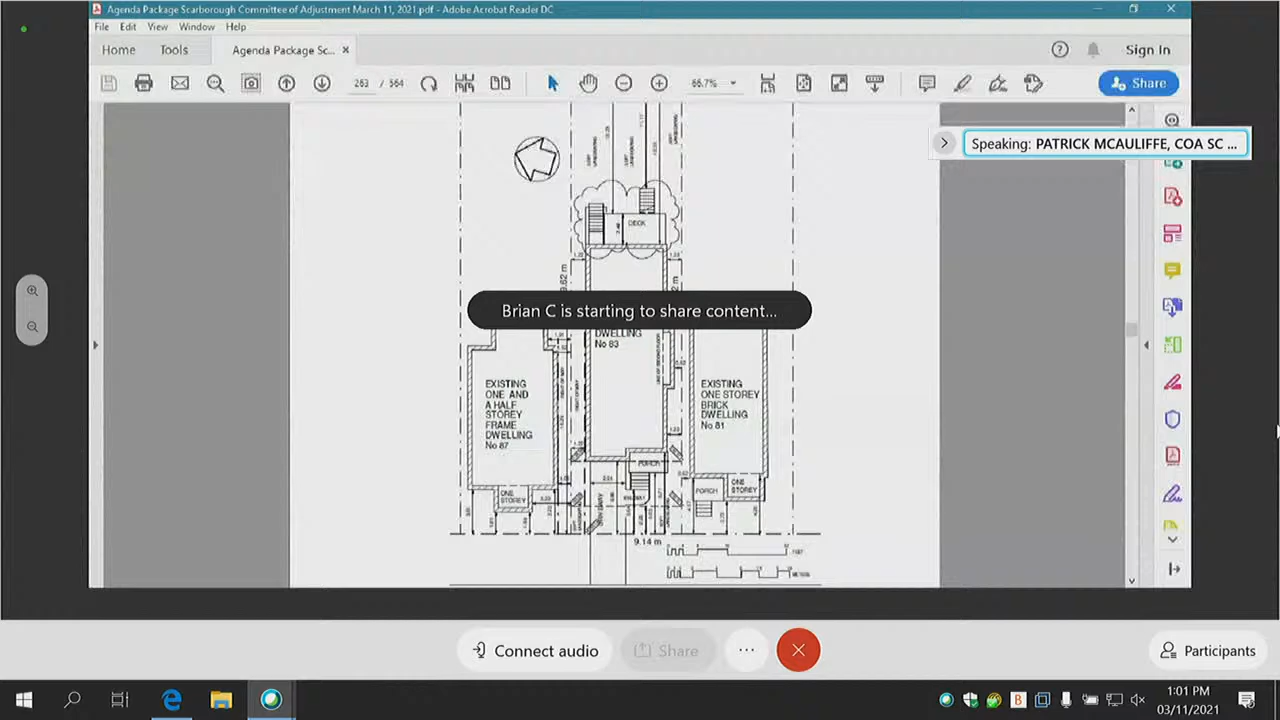 Agenda Package Scarborough Committee of Adjustment March 11, 2021.pdf - Adobe Acrobat Reader DC
File Edit View Window Help
Home Tools Agenda Package Sc... × Sign In
263 / 564 66.7% Share
Speaking: PATRICK MCAULIFFE, COA SC ...
DECK
1.22
Brian C is starting to share content...
DWELLING
No 83
EXISTING
ONE AND
A HALF
STOREY
FRAME
DWELLING
No 87
EXISTING
ONE STOREY
BRICK
DWELLING
No 81
PORCH
ONE
STOREY
PORCH
ONE
STOREY
9.14 m
Connect audio Share ... Participants
1:01 PM
03/11/2021